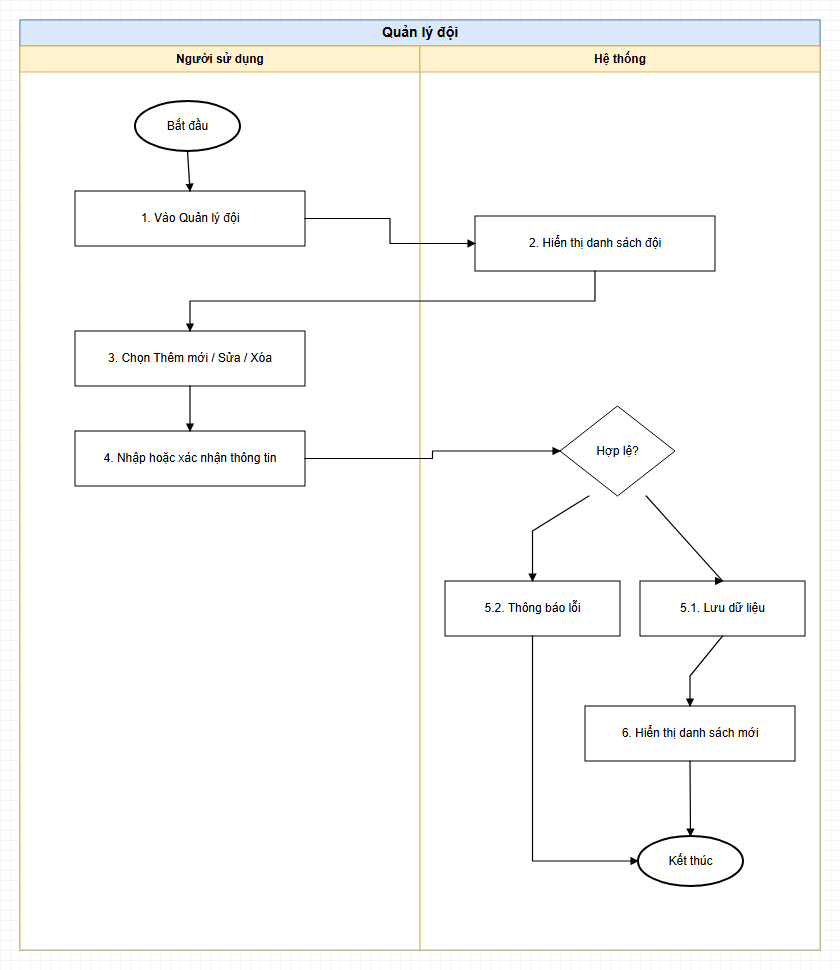 Quản lý đội
Người sử dụng
Hệ thống
Bắt đầu
1. Vào Quản lý đội
2. Hiển thị danh sách đội
3. Chọn Thêm mới / Sửa / Xóa
4. Nhập hoặc xác nhận thông tin
Hợp lệ?
5.2. Thông báo lỗi
5.1. Lưu dữ liệu
6. Hiển thị danh sách mới
Kết thúc